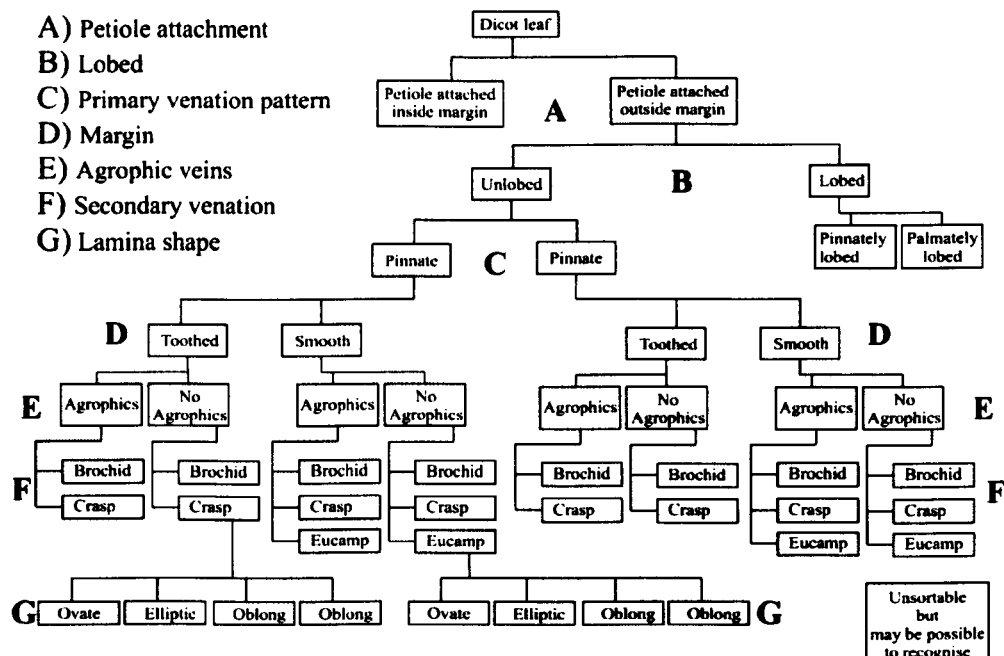 A) Petiole attachment
B) Lobed
C) Primary venation pattern
D) Margin
E) Agrophic veins
F) Secondary venation
G) Lamina shape
Dicot leaf
Petiole attached
inside margin
A
Petiole attached
outside margin
Unlobed
B
Lobed
Pinnately
lobed
Palmately
lobed
Pinnate
C
Pinnate
D
Toothed
Smooth
Toothed
Smooth
D
E
Agrophics
No
Agrophics
Agrophics
No
Agrophics
Agrophics
No
Agrophics
Agrophics
No
Agrophics
E
F
Brochid
Brochid
Brochid
Brochid
Brochid
Brochid
Brochid
Brochid
F
Crasp
Crasp
Crasp
Crasp
Crasp
Crasp
Crasp
Crasp
Eucamp
Eucamp
Eucamp
Eucamp
G
Ovate
Elliptic
Oblong
Oblong
Ovate
Elliptic
Oblong
Oblong
G
Unsortable
but
may be possible
to recognise